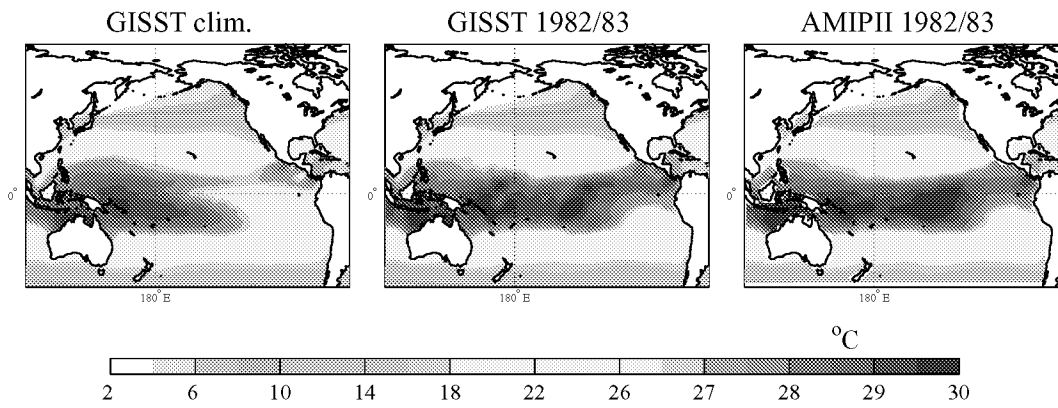 GISST clim. GISST 1982/83 AMIPII 1982/83
0° 0° 0°
180° E 180° E 180° E
°C
2 6 10 14 18 22 26 27 28 29 30